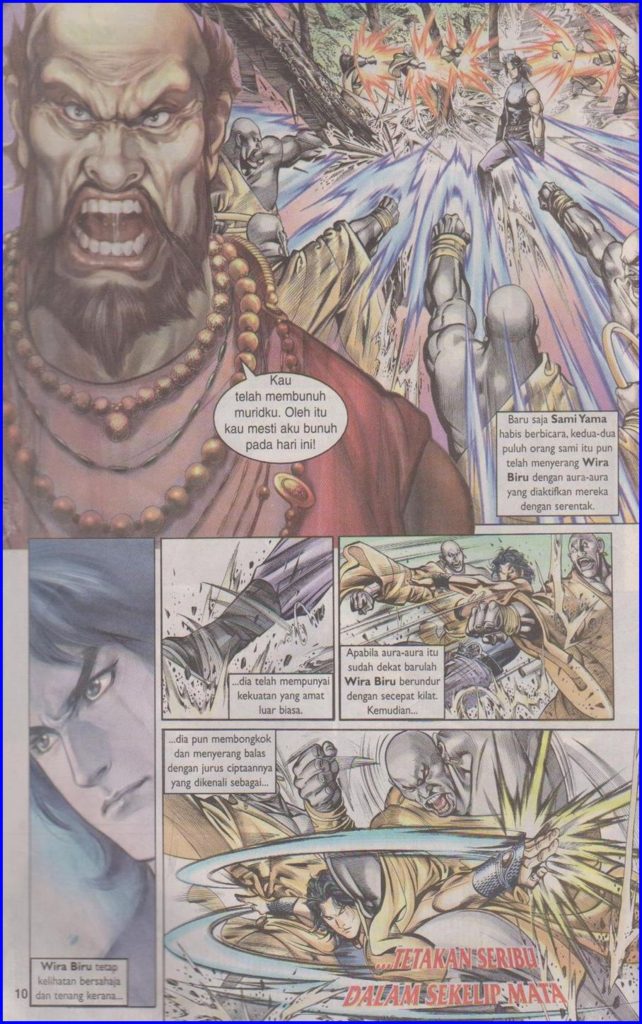 Kau
telah membunuh
muridku. Oleh itu
kau mesti aku bunuh
pada hari ini!
Baru saja Sami Yama
habis berbicara, kedua-dua
puluh orang sami itu pun
telah menyerang Wira
Biru dengan aura-aura
yang diaktifkan mereka
dengan serentak.
Wira Biru tetap
kelihatan bersahaja
dan tenang kerana...
...dia telah mempunyai
kekuatan yang amat
luar biasa.
Apabila aura-aura itu
sudah dekat barulah
Wira Biru berundur
dengan secepat kilat.
Kemudian...
...dia pun membongkok
dan menyerang balas
dengan jurus ciptaannya
yang dikenali sebagai...
...TETAKAN SERIBU
DALAM SEKELIP MATA
10